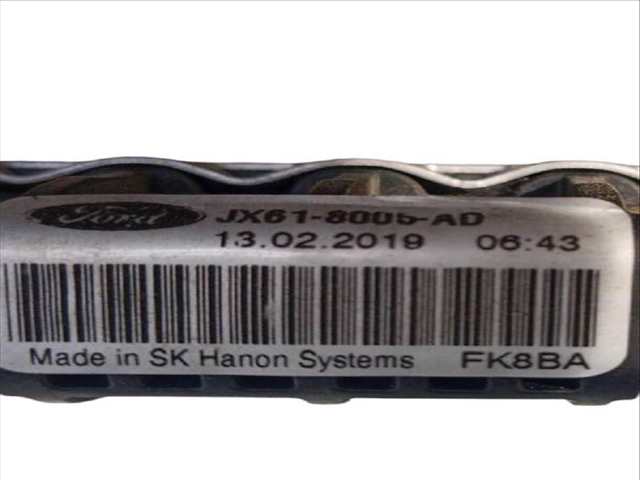 Ford JX61-8005-AD
13.02.2019 06:43
Made in SK Hanon Systems FK8BA